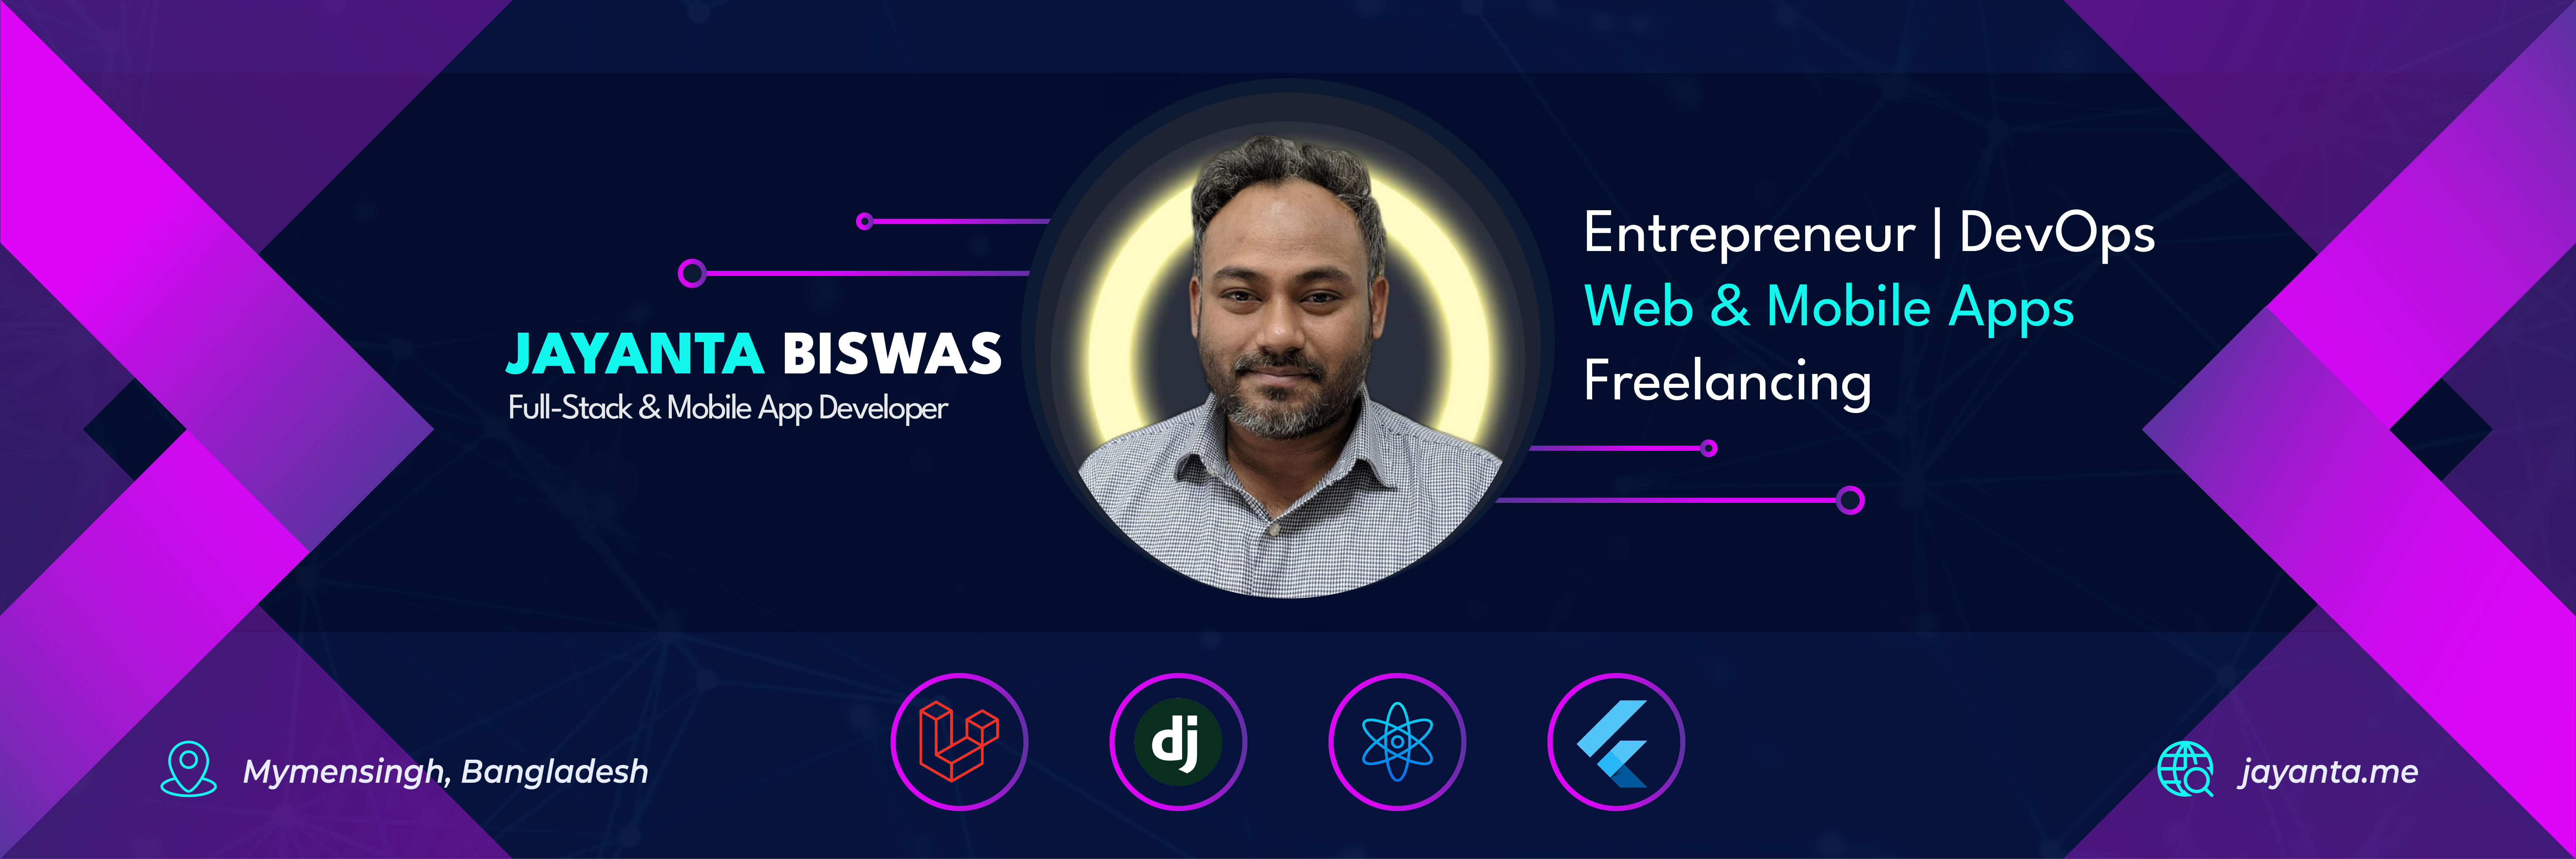 JAYANTA BISWAS
Full-Stack & Mobile App Developer
Entrepreneur | DevOps
Web & Mobile Apps
Freelancing
dj
Mymensingh, Bangladesh
jayanta.me